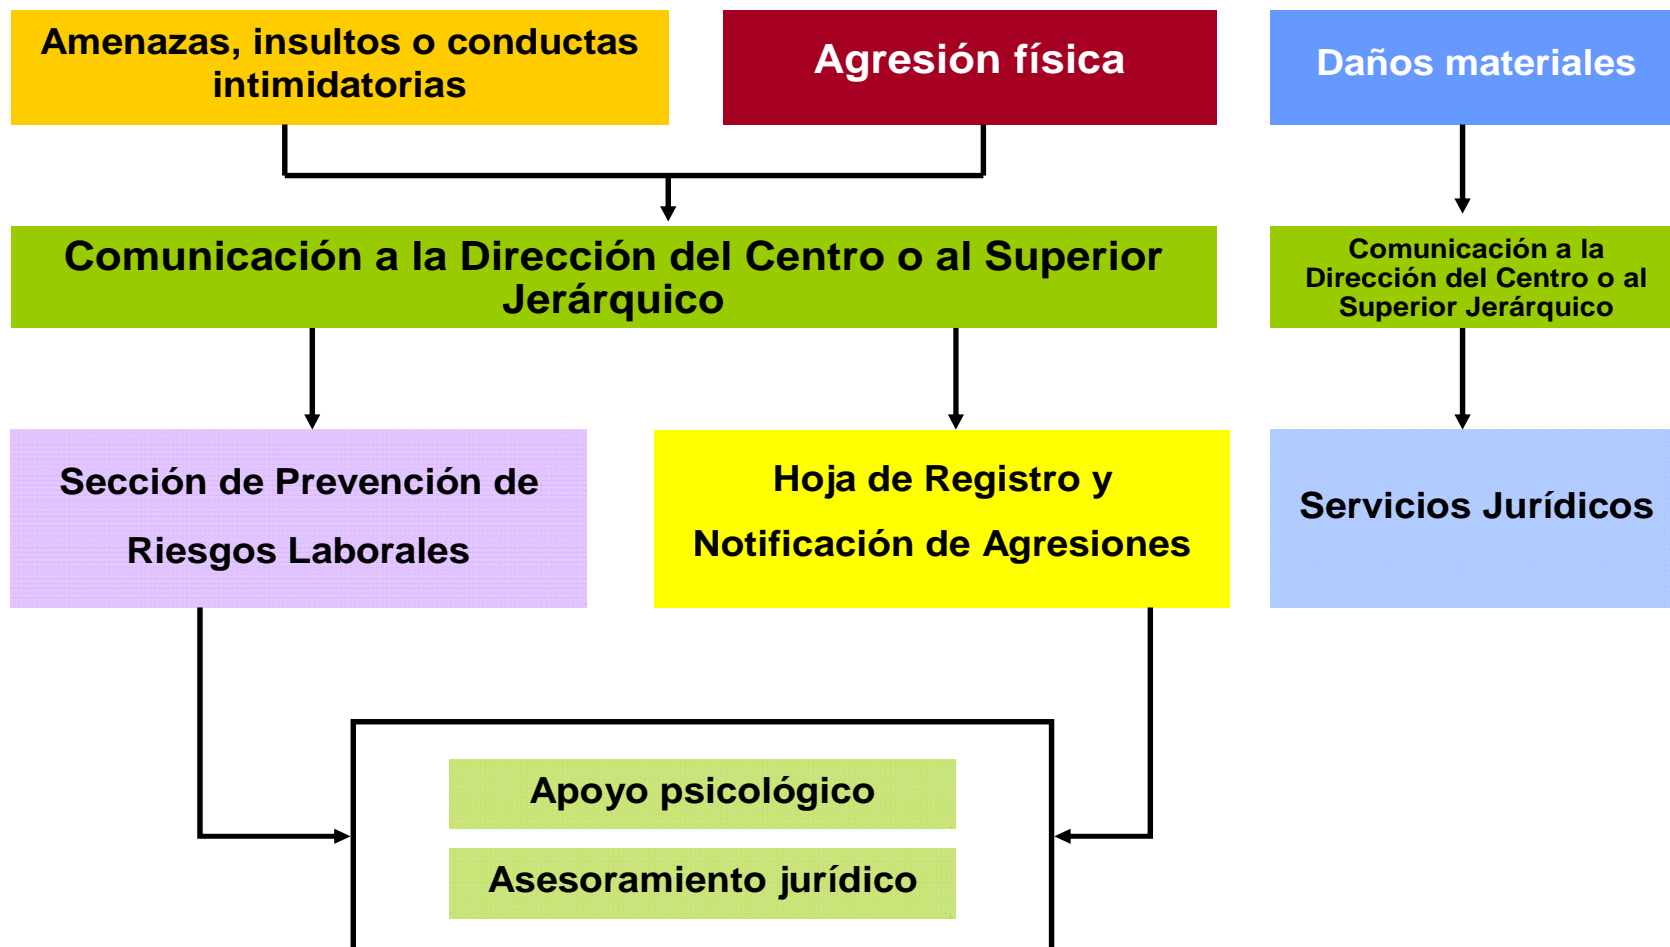 Amenazas, insultos o conductas
intimidatorias
Agresión física
Daños materiales
Comunicación a la Dirección del Centro o al Superior
Jerárquico
Comunicación a la
Dirección del Centro o al
Superior Jerárquico
Sección de Prevención de
Riesgos Laborales
Hoja de Registro y
Notificación de Agresiones
Servicios Jurídicos
Apoyo psicológico
Asesoramiento jurídico